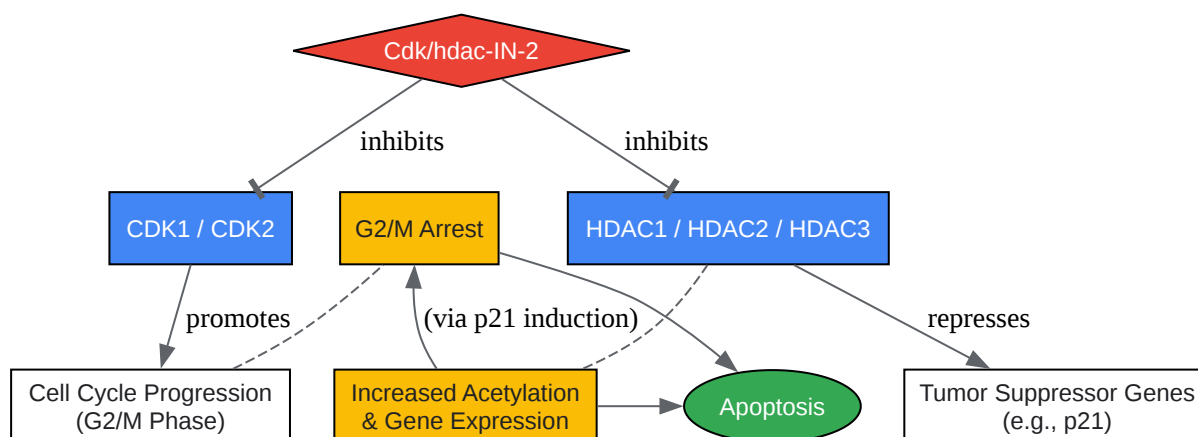 Cdk/hdac-IN-2
inhibits
inhibits
CDK1 / CDK2
G2/M Arrest
HDAC1 / HDAC2 / HDAC3
promotes
(via p21 induction)
represses
Cell Cycle Progression
(G2/M Phase)
Increased Acetylation
& Gene Expression
Apoptosis
Tumor Suppressor Genes
(e.g., p21)